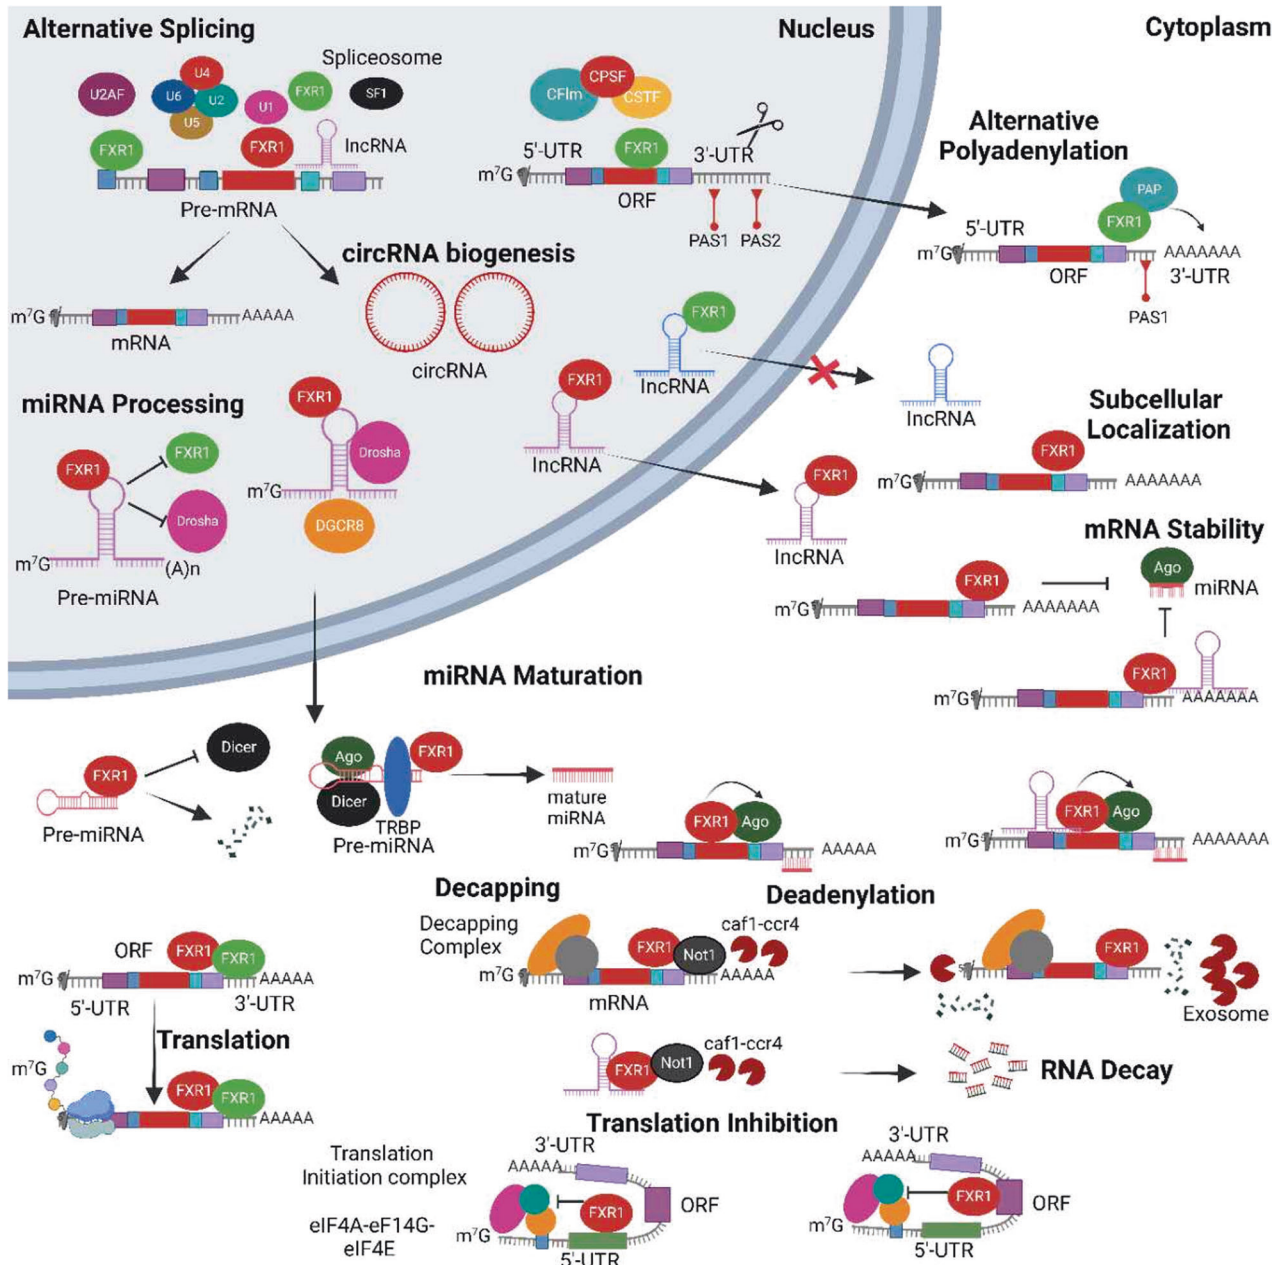 Alternative Splicing
Nucleus
Cytoplasm
Spliceosome
U2AF
U4
U6
U2
U5
U1
FXR1
SF1
FXR1
FXR1
lncRNA
Pre-mRNA
CFlm
CPSF
CSTF
5'-UTR
FXR1
3'-UTR
m⁷G
ORF
PAS1
PAS2
Alternative
Polyadenylation
PAP
FXR1
5'-UTR
m⁷G
AAAAAAA
ORF
3'-UTR
PAS1
circRNA biogenesis
m⁷G
AAAAA
mRNA
circRNA
FXR1
lncRNA
lncRNA
miRNA Processing
FXR1
FXR1
Drosha
m⁷G
(A)n
Pre-miRNA
FXR1
Drosha
m⁷G
DGCR8
FXR1
lncRNA
FXR1
lncRNA
Subcellular
Localization
FXR1
m⁷G
AAAAAAA
mRNA Stability
FXR1
m⁷G
AAAAAAA
Ago
miRNA
FXR1
m⁷G
AAAAAAA
miRNA Maturation
Dicer
FXR1
Pre-miRNA
Ago
FXR1
Dicer
TRBP
Pre-miRNA
mature
miRNA
FXR1
Ago
m⁷G
AAAAA
FXR1
Ago
m⁷G
AAAAAAA
Decapping
Deadenylation
Decapping
Complex
FXR1
Not1
caf1-ccr4
m⁷G
AAAAA
mRNA
FXR1
Exosome
ORF
FXR1
FXR1
m⁷G
AAAAA
5'-UTR
3'-UTR
Translation
m⁷G
FXR1
FXR1
AAAAA
FXR1
Not1
caf1-ccr4
RNA Decay
Translation Inhibition
Translation
Initiation complex
eIF4A-eF14G-
eIF4E
3'-UTR
AAAAA
FXR1
ORF
m⁷G
5'-UTR
3'-UTR
AAAAA
FXR1
ORF
m⁷G
5'-UTR